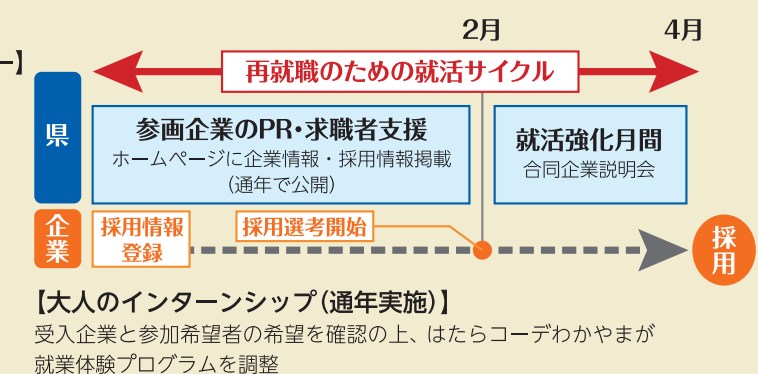 2月 4月
ー】
再就職のための就活サイクル
県
参画企業のPR・求職者支援
ホームページに企業情報・採用情報掲載
（通年で公開）
就活強化月間
合同企業説明会
企業
採用情報
登録
採用選考開始
採用
【大人のインターンシップ（通年実施）】
受入企業と参加希望者の希望を確認の上、はたらコーデわかやまが
就業体験プログラムを調整